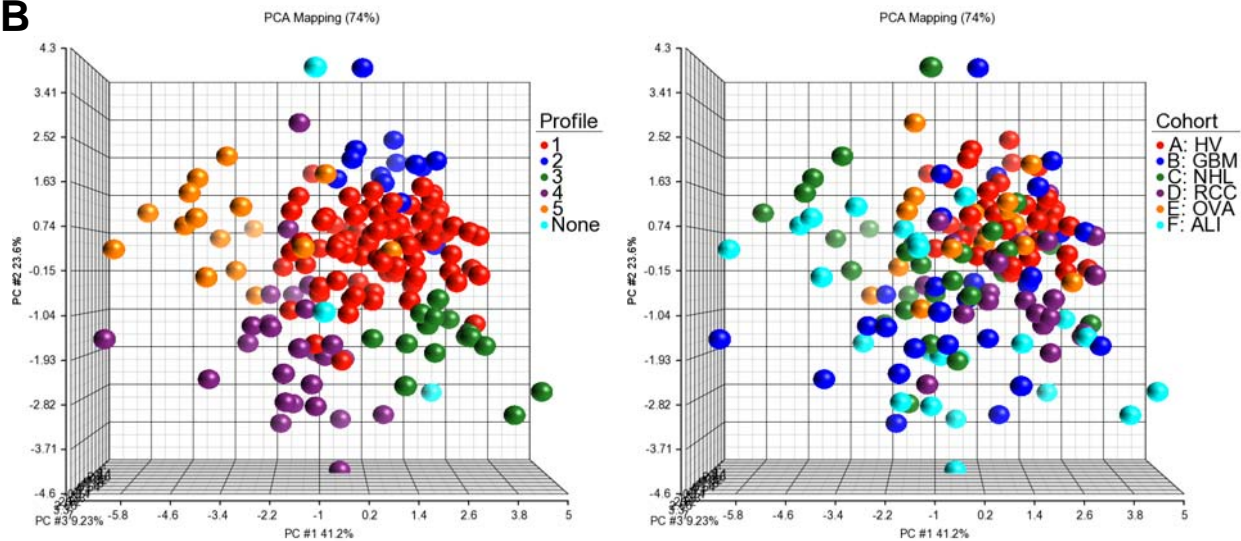 B
PCA Mapping (74%)
4.3
3.41
2.52
1.63
0.74
-0.15
-1.04
-1.93
-2.82
-3.71
-4.6
PC #2 23.6%
PC #3 9.23%
-5.8 -4.6 -3.4 -2.2 -1 0.2 1.4 2.6 3.8 5
PC #1 41.2%
Profile
1
2
3
4
5
None
PCA Mapping (74%)
4.3
3.41
2.52
1.63
0.74
-0.15
-1.04
-1.93
-2.82
-3.71
-4.6
PC #2 23.6%
PC #3 9.23%
-5.8 -4.6 -3.4 -2.2 -1 0.2 1.4 2.6 3.8 5
PC #1 41.2%
Cohort
A: HV
B: GBM
C: NHL
D: RCC
E: OVA
F: ALI